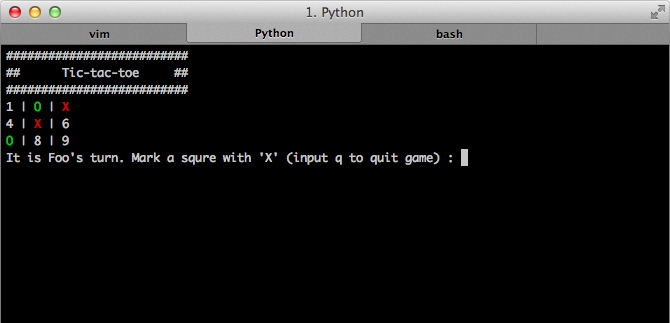 1. Python
vim Python bash
##########################
## Tic-tac-toe ##
##########################
1 | O | X
4 | X | 6
O | 8 | 9
It is Foo's turn. Mark a squre with 'X' (input q to quit game) :